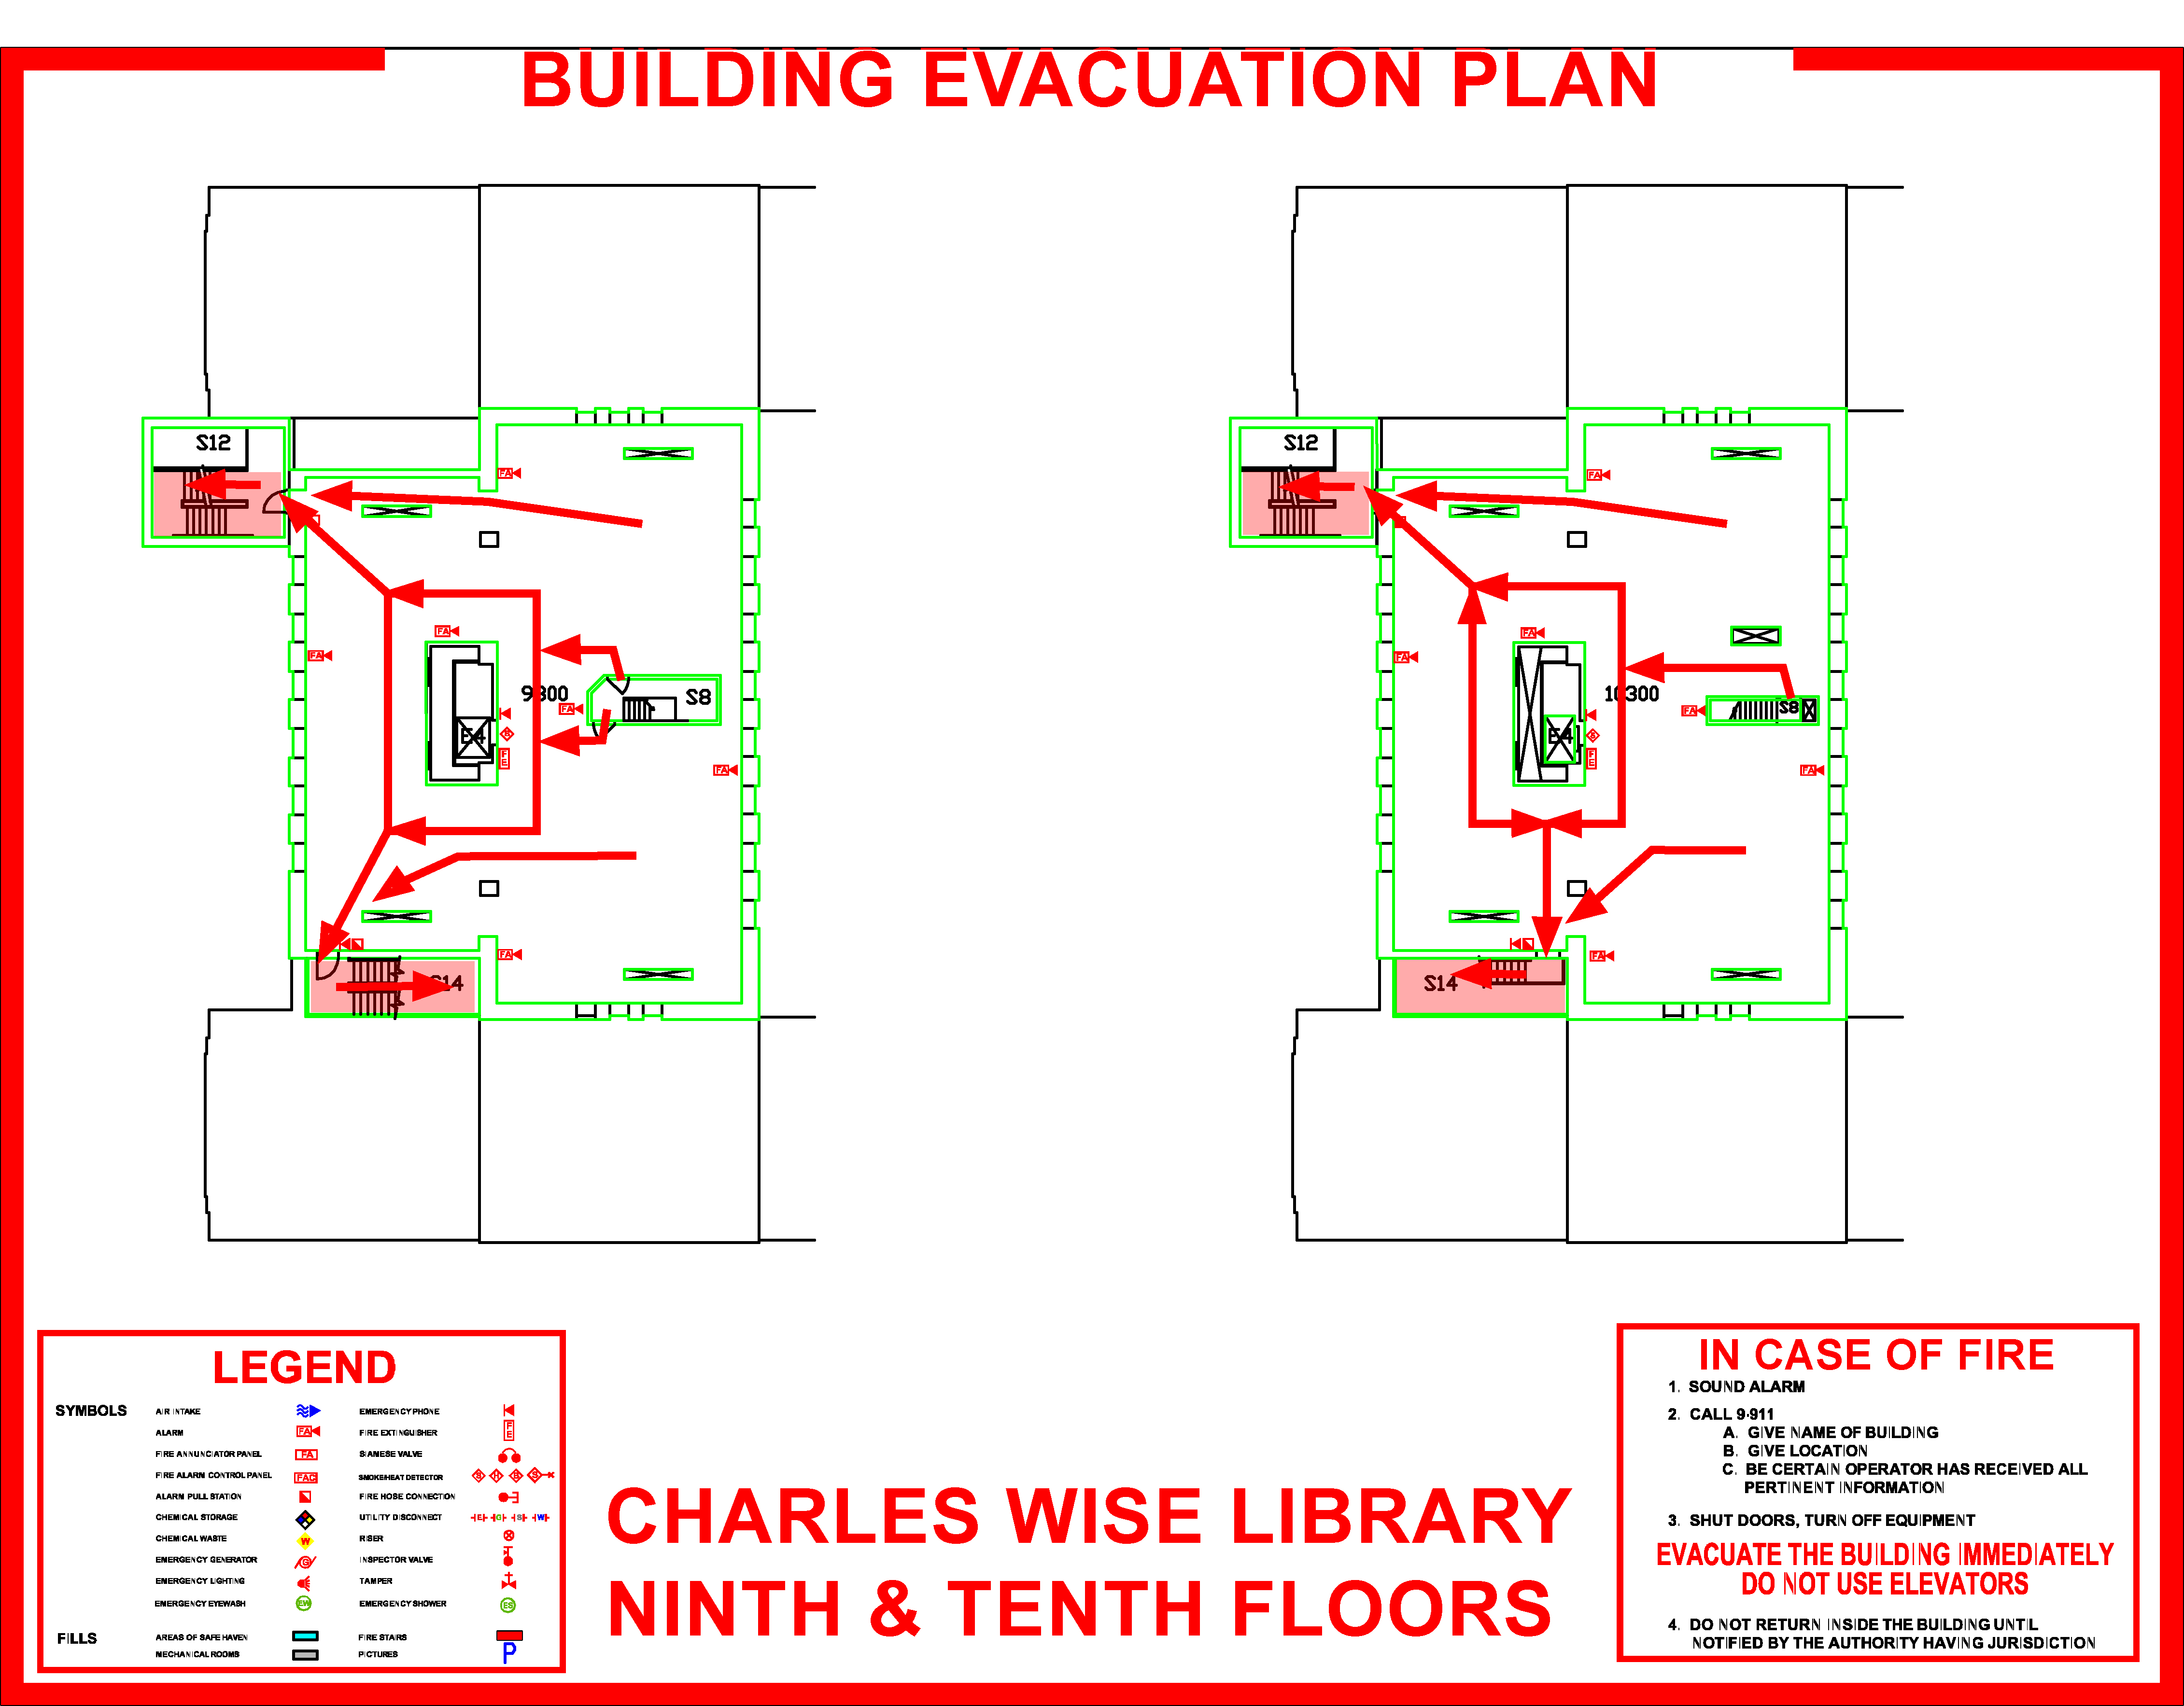 BUILDING EVACUATION PLAN
S12
FA
FA
FA
9300
S8
FA
E4
S
FE
FA
FA
S14
S12
FA
FA
FA
10300
S8
FA
E4
S
FE
FA
FA
S14
LEGEND
SYMBOLS
AIR INTAKE
EMERGENCY PHONE
ALARM FA
FIRE EXTINGUISHER FE
FIRE ANNUNCIATOR PANEL FA
SIAMESE VALVE
FIRE ALARM CONTROL PANEL FAC
SMOKE/HEAT DETECTOR S H B S
ALARM PULL STATION
FIRE HOSE CONNECTION
CHEMICAL STORAGE
UTILITY DISCONNECT E G S W
CHEMICAL WASTE W
RISER
EMERGENCY GENERATOR G
INSPECTOR VALVE
EMERGENCY LIGHTING
TAMPER
EMERGENCY EYEWASH EW
EMERGENCY SHOWER ES
FILLS
AREAS OF SAFE HAVEN
FIRE STAIRS
MECHANICAL ROOMS
PICTURES P
CHARLES WISE LIBRARY
NINTH & TENTH FLOORS
IN CASE OF FIRE
1. SOUND ALARM
2. CALL 9-911
A. GIVE NAME OF BUILDING
B. GIVE LOCATION
C. BE CERTAIN OPERATOR HAS RECEIVED ALL
PERTINENT INFORMATION
3. SHUT DOORS, TURN OFF EQUIPMENT
EVACUATE THE BUILDING IMMEDIATELY
DO NOT USE ELEVATORS
4. DO NOT RETURN INSIDE THE BUILDING UNTIL
NOTIFIED BY THE AUTHORITY HAVING JURISDICTION